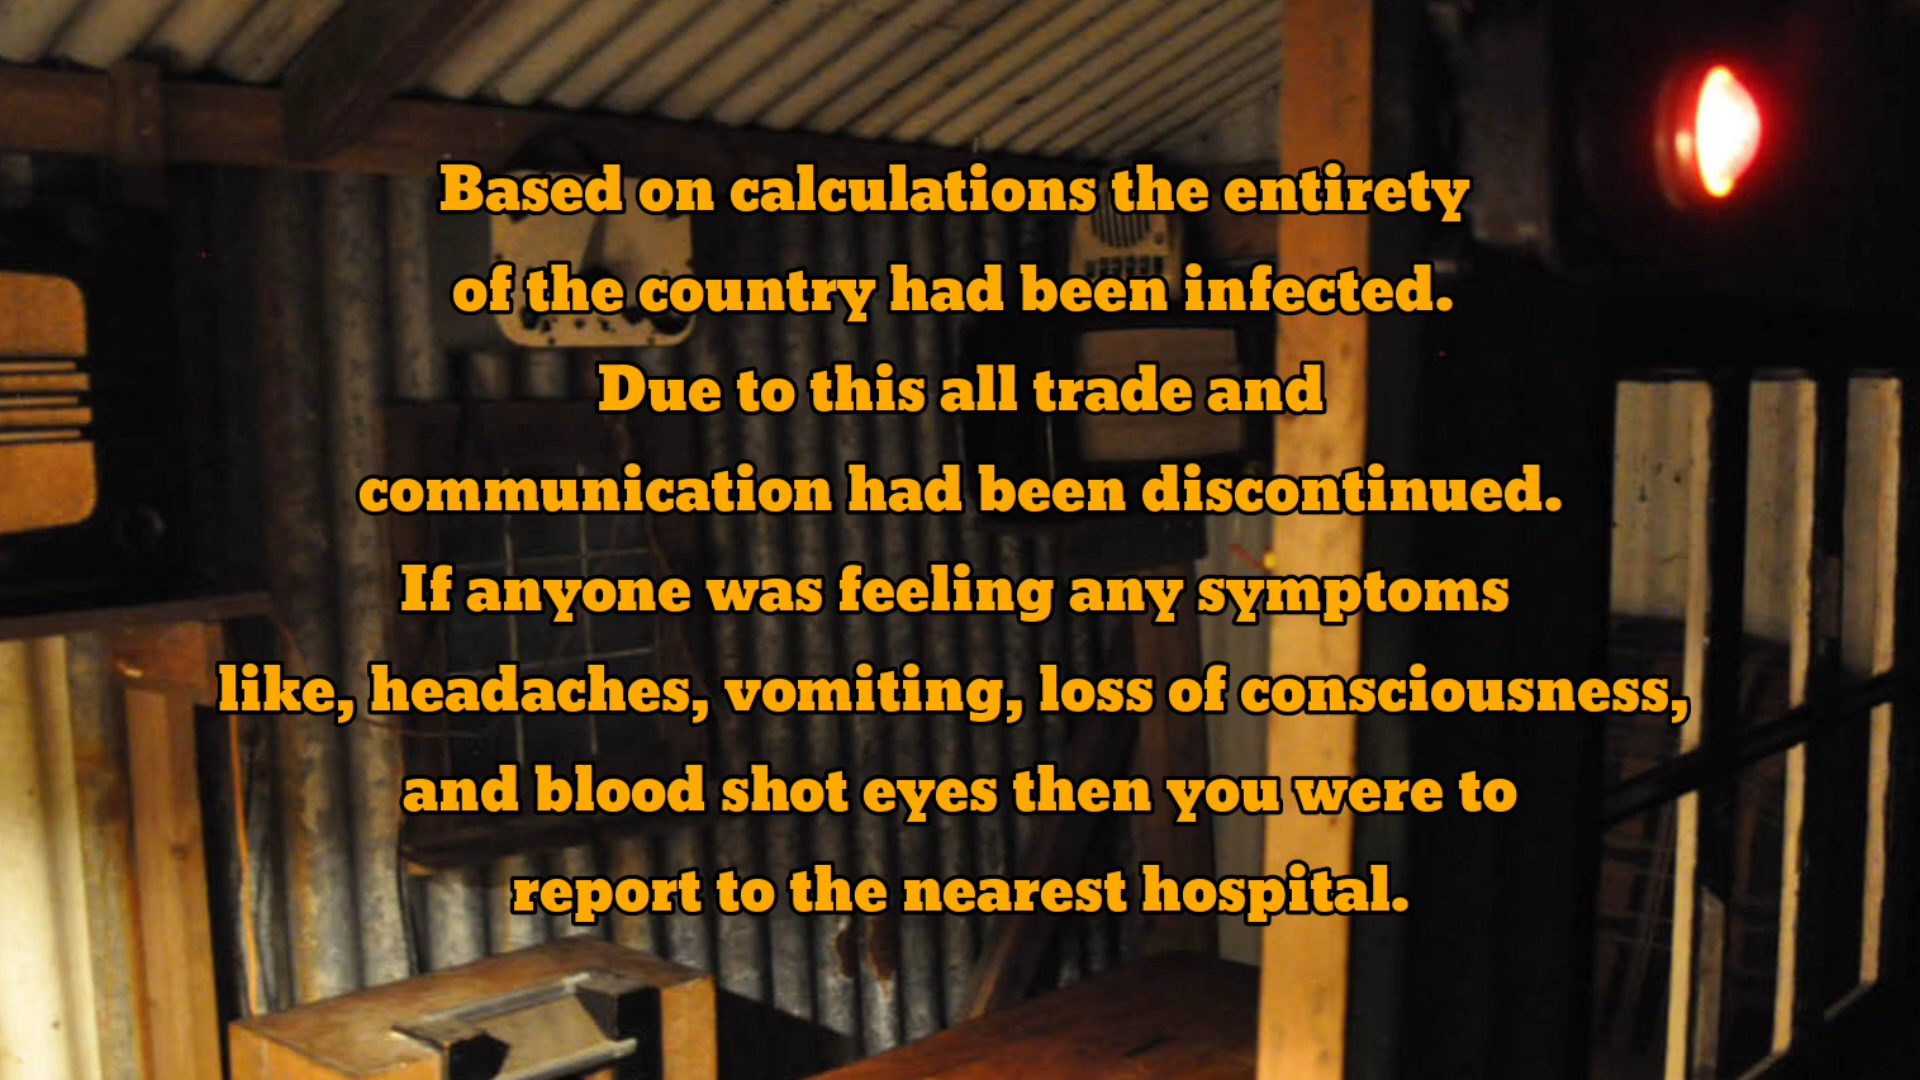 Based on calculations the entirety
of the country had been infected.
Due to this all trade and
communication had been discontinued.
If anyone was feeling any symptoms
like, headaches, vomiting, loss of consciousness,
and blood shot eyes then you were to
report to the nearest hospital.